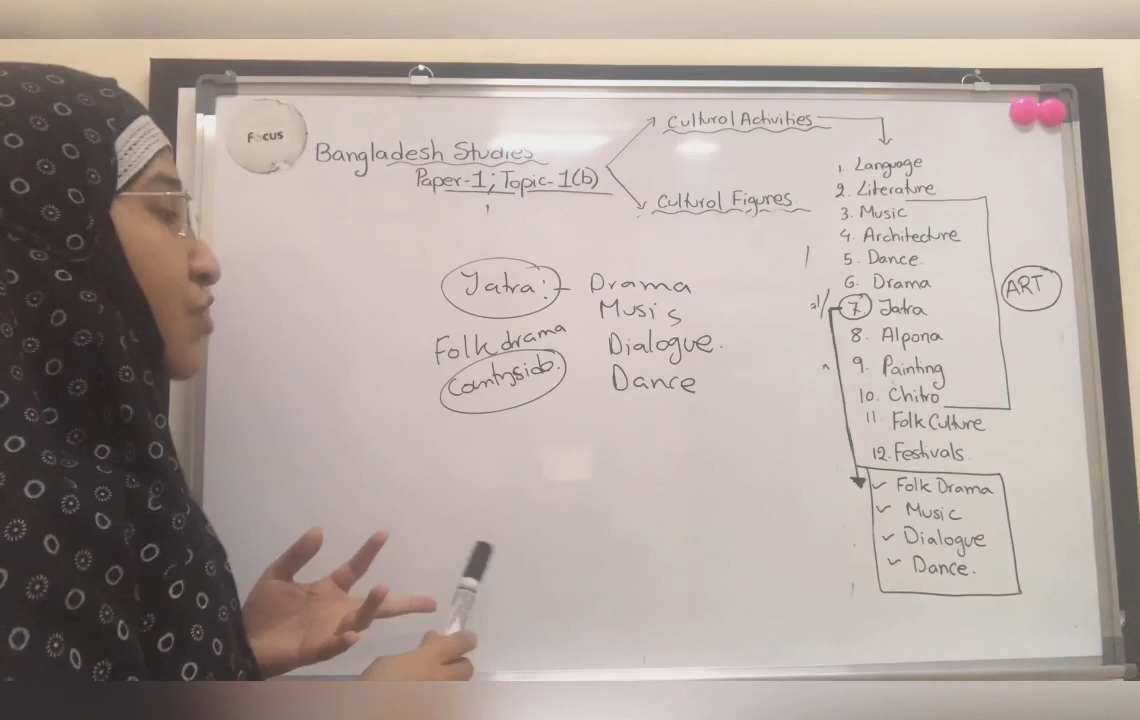 FOCUS
Bangladesh Studies
Paper-1; Topic-1(b)
Cultural Activities
Cultural Figures
1. Language
2. Literature
3. Music
4. Architecture
5. Dance
6. Drama
7. Jatra
8. Alpona
9. Painting
10. Chitro
11. Folk Culture
12. Festivals
ART
Folk Drama
Music
Dialogue
Dance.
Jatra:- Drama
Music
Folk drama Dialogue.
Countryside. Dance